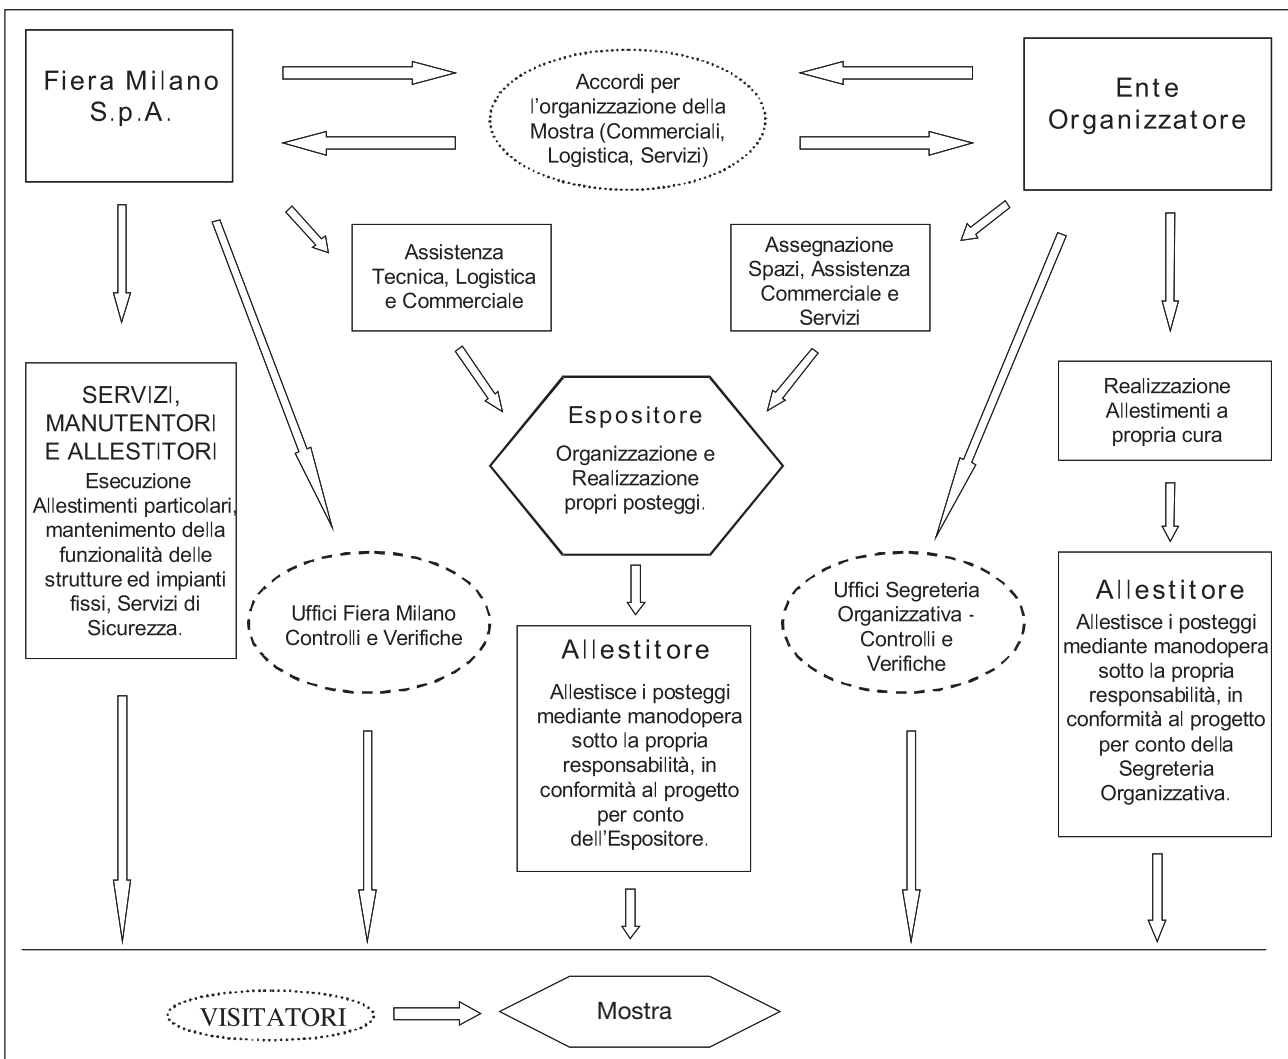 Fiera Milano
S.p.A.
Accordi per
l'organizzazione della
Mostra (Commerciali,
Logistica, Servizi)
Ente
Organizzatore
Assistenza
Tecnica, Logistica
e Commerciale
Assegnazione
Spazi, Assistenza
Commerciale e
Servizi
SERVIZI,
MANUTENTORI
E ALLESTITORI
Esecuzione
Allestimenti particolari,
mantenimento della
funzionalità delle
strutture ed impianti
fissi, Servizi di
Sicurezza.
Espositore
Organizzazione e
Realizzazione
propri posteggi.
Realizzazione
Allestimenti a
propria cura
Uffici Fiera Milano
Controlli e Verifiche
Uffici Segreteria
Organizzativa -
Controlli e
Verifiche
Allestitore
Allestisce i posteggi
mediante manodopera
sotto la propria
responsabilità, in
conformità al progetto
per conto
dell'Espositore.
Allestitore
Allestisce i posteggi
mediante manodopera
sotto la propria
responsabilità, in
conformità al progetto
per conto della
Segreteria
Organizzativa.
VISITATORI
Mostra